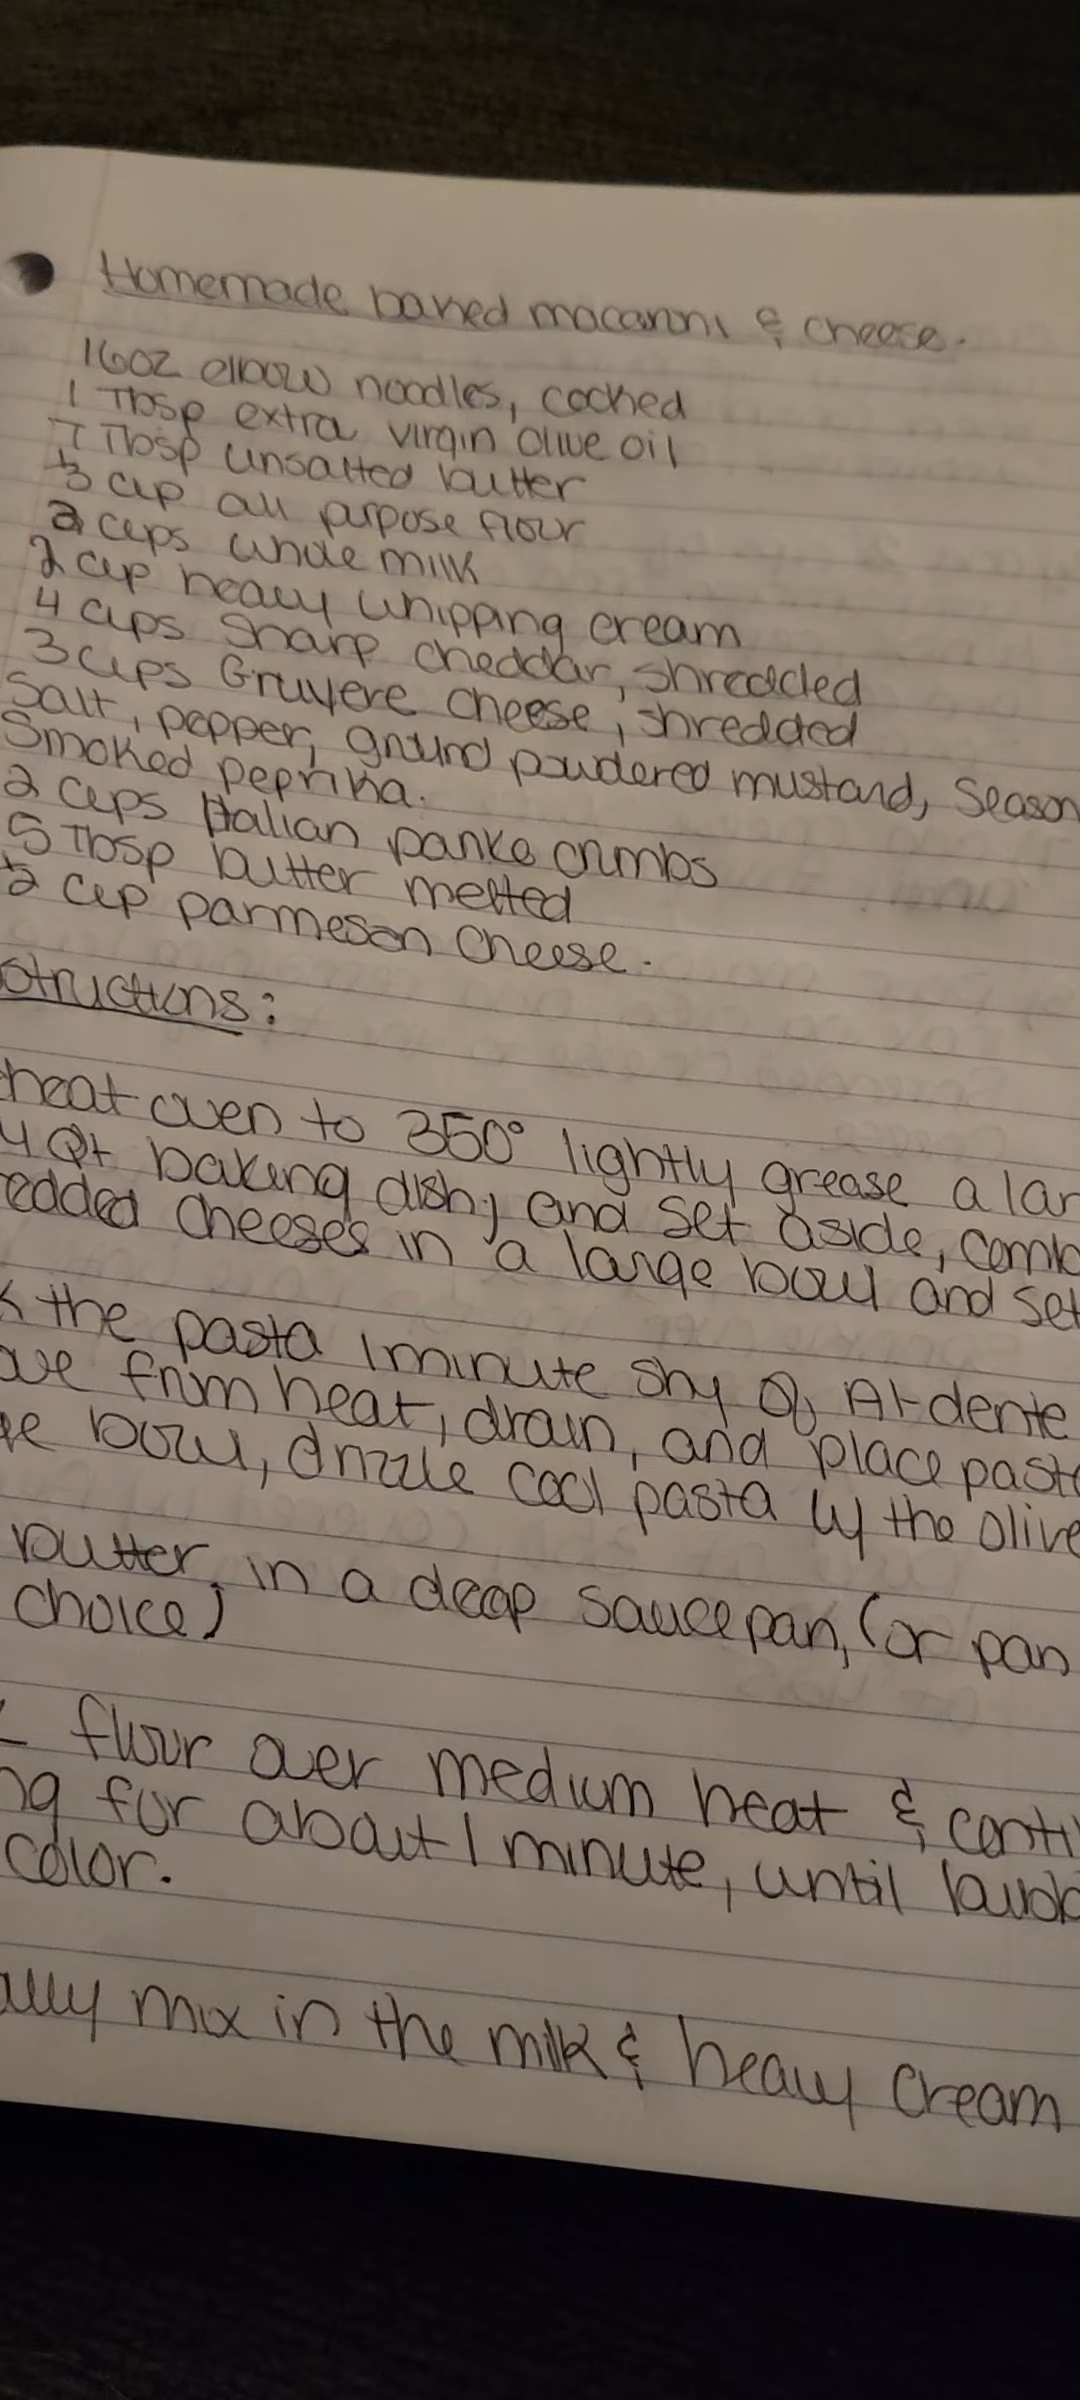 Homemade baked macaroni & cheese.
16oz elbow noodles, cooked
1 Tbsp extra virgin olive oil
7 Tbsp unsalted butter
1/3 cup all purpose flour
2 cups whole milk
cup heavy whipping cream
4 cups sharp cheddar, shredded
3 cups Gruyere cheese, shredded
Salt, pepper, ground powdered mustard, Season
Smoked peprika.
2 cups Italian panko crumbs
5 Tbsp butter melted
1/2 cup parmesan cheese.
structions:
heat oven to 350° lightly grease a lar
4 Qt baking dish, and set aside, comb
redded cheeses in a large bowl and set
k the pasta 1 minute shy of Al-dente
ove from heat, drain, and place pasta
ge bowl, drizzle cool pasta w/ the olive
butter, in a deep saucepan, (or pan
choice)
flour over medium heat & conti
ng for about 1 minute, until bubb
color.
ally mix in the milk & heavy cream